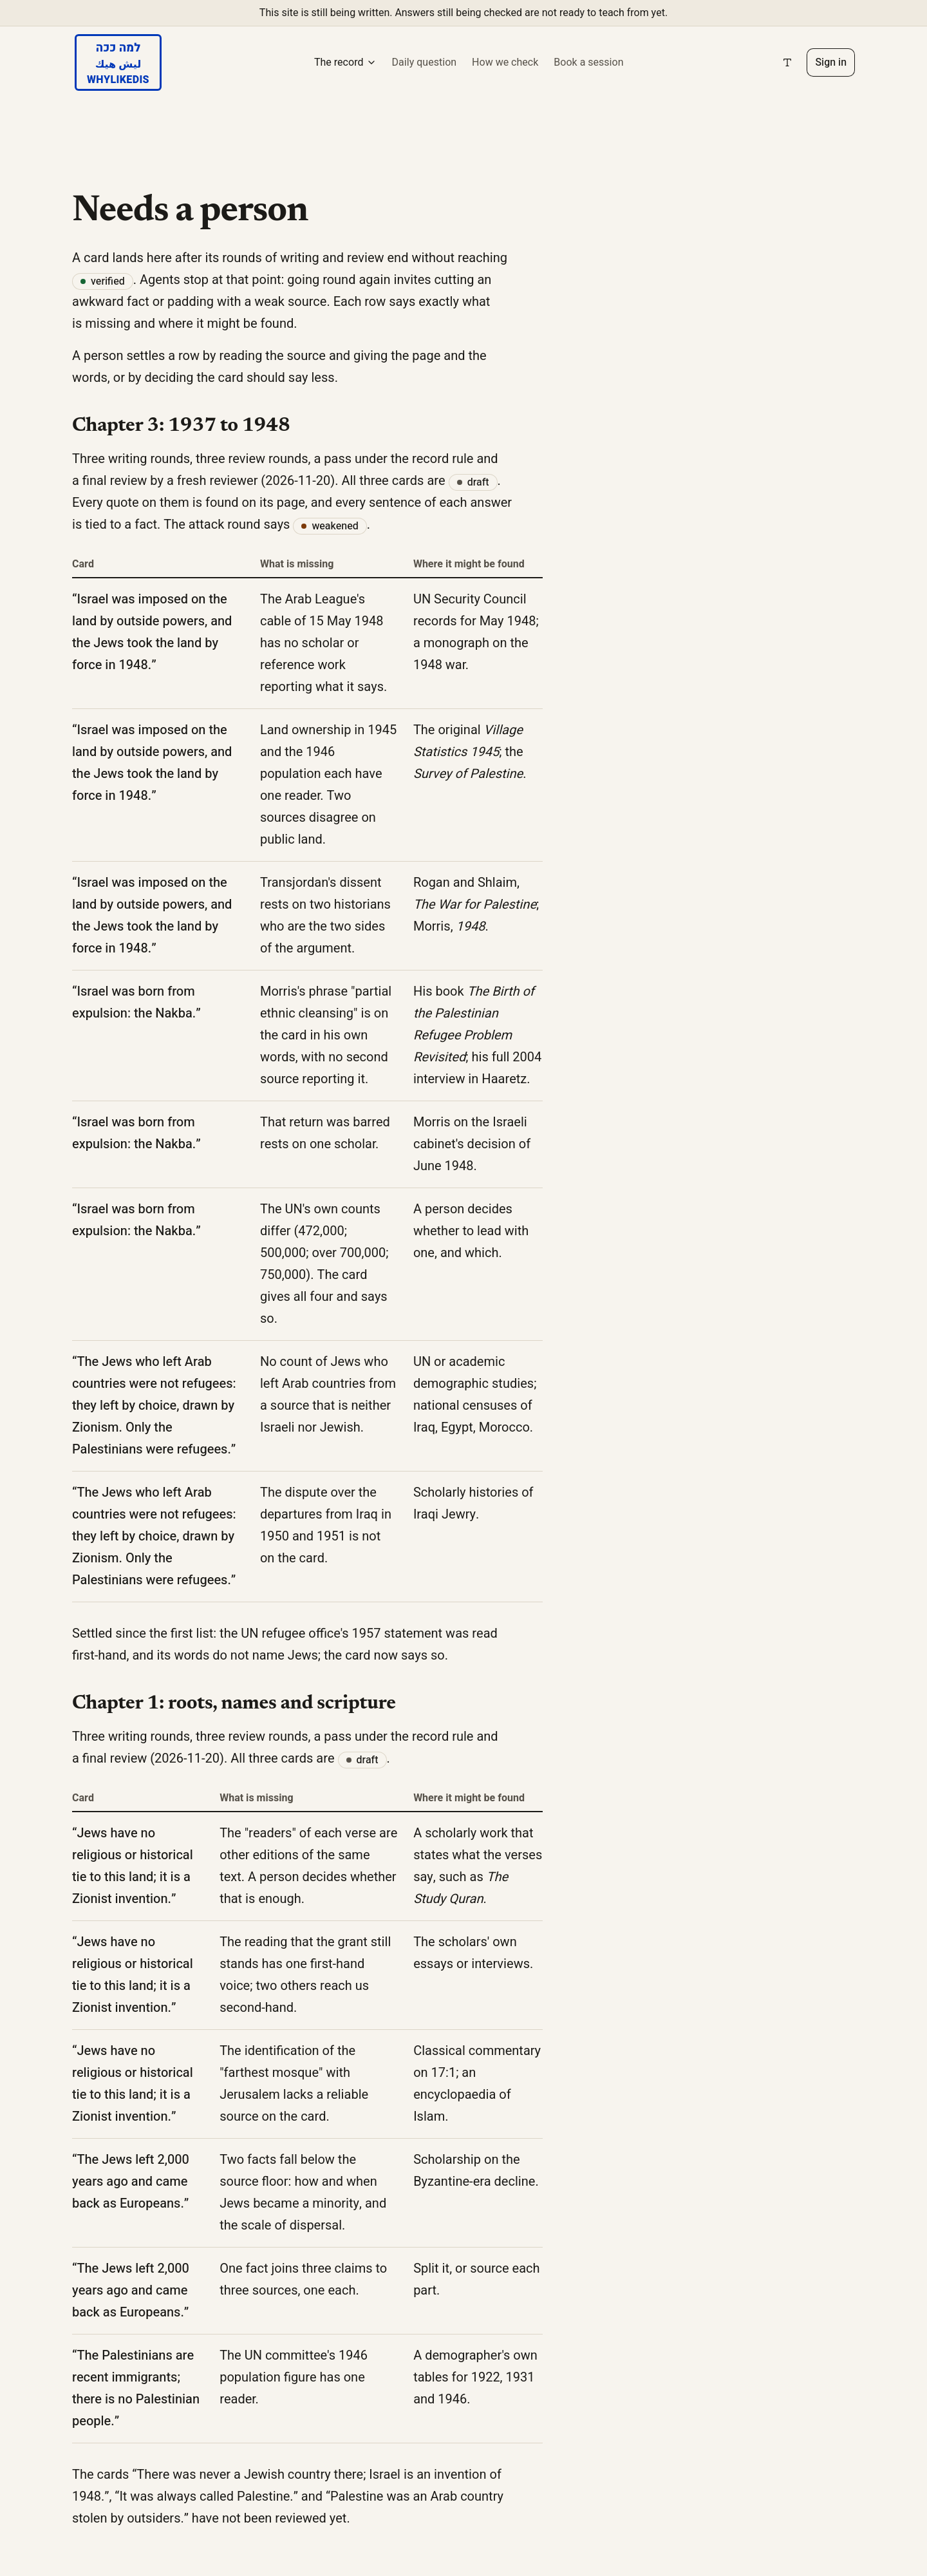 This site is still being written. Answers still being checked are not ready to teach from yet.
למה ככה
ليش هيك
WHYLIKEDIS
The record
Daily question
How we check
Book a session
T
Sign in
Needs a person
A card lands here after its rounds of writing and review end without reaching
verified. Agents stop at that point: going round again invites cutting an
awkward fact or padding with a weak source. Each row says exactly what
is missing and where it might be found.
A person settles a row by reading the source and giving the page and the
words, or by deciding the card should say less.
Chapter 3: 1937 to 1948
Three writing rounds, three review rounds, a pass under the record rule and
a final review by a fresh reviewer (2026-11-20). All three cards are draft.
Every quote on them is found on its page, and every sentence of each answer
is tied to a fact. The attack round says weakened.
Card
What is missing
Where it might be found
“Israel was imposed on the
land by outside powers, and
the Jews took the land by
force in 1948.”
The Arab League's
cable of 15 May 1948
has no scholar or
reference work
reporting what it says.
UN Security Council
records for May 1948;
a monograph on the
1948 war.
“Israel was imposed on the
land by outside powers, and
the Jews took the land by
force in 1948.”
Land ownership in 1945
and the 1946
population each have
one reader. Two
sources disagree on
public land.
The original Village
Statistics 1945; the
Survey of Palestine.
“Israel was imposed on the
land by outside powers, and
the Jews took the land by
force in 1948.”
Transjordan's dissent
rests on two historians
who are the two sides
of the argument.
Rogan and Shlaim,
The War for Palestine;
Morris, 1948.
“Israel was born from
expulsion: the Nakba.”
Morris's phrase "partial
ethnic cleansing" is on
the card in his own
words, with no second
source reporting it.
His book The Birth of
the Palestinian
Refugee Problem
Revisited; his full 2004
interview in Haaretz.
“Israel was born from
expulsion: the Nakba.”
That return was barred
rests on one scholar.
Morris on the Israeli
cabinet's decision of
June 1948.
“Israel was born from
expulsion: the Nakba.”
The UN's own counts
differ (472,000;
500,000; over 700,000;
750,000). The card
gives all four and says
so.
A person decides
whether to lead with
one, and which.
“The Jews who left Arab
countries were not refugees:
they left by choice, drawn by
Zionism. Only the
Palestinians were refugees.”
No count of Jews who
left Arab countries from
a source that is neither
Israeli nor Jewish.
UN or academic
demographic studies;
national censuses of
Iraq, Egypt, Morocco.
“The Jews who left Arab
countries were not refugees:
they left by choice, drawn by
Zionism. Only the
Palestinians were refugees.”
The dispute over the
departures from Iraq in
1950 and 1951 is not
on the card.
Scholarly histories of
Iraqi Jewry.
Settled since the first list: the UN refugee office's 1957 statement was read
first-hand, and its words do not name Jews; the card now says so.
Chapter 1: roots, names and scripture
Three writing rounds, three review rounds, a pass under the record rule and
a final review (2026-11-20). All three cards are draft.
Card
What is missing
Where it might be found
“Jews have no
religious or historical
tie to this land; it is a
Zionist invention.”
The "readers" of each verse are
other editions of the same
text. A person decides whether
that is enough.
A scholarly work that
states what the verses
say, such as The
Study Quran.
“Jews have no
religious or historical
tie to this land; it is a
Zionist invention.”
The reading that the grant still
stands has one first-hand
voice; two others reach us
second-hand.
The scholars' own
essays or interviews.
“Jews have no
religious or historical
tie to this land; it is a
Zionist invention.”
The identification of the
"farthest mosque" with
Jerusalem lacks a reliable
source on the card.
Classical commentary
on 17:1; an
encyclopaedia of
Islam.
“The Jews left 2,000
years ago and came
back as Europeans.”
Two facts fall below the
source floor: how and when
Jews became a minority, and
the scale of dispersal.
Scholarship on the
Byzantine-era decline.
“The Jews left 2,000
years ago and came
back as Europeans.”
One fact joins three claims to
three sources, one each.
Split it, or source each
part.
“The Palestinians are
recent immigrants;
there is no Palestinian
people.”
The UN committee's 1946
population figure has one
reader.
A demographer's own
tables for 1922, 1931
and 1946.
The cards “There was never a Jewish country there; Israel is an invention of
1948.”, “It was always called Palestine.” and “Palestine was an Arab country
stolen by outsiders.” have not been reviewed yet.